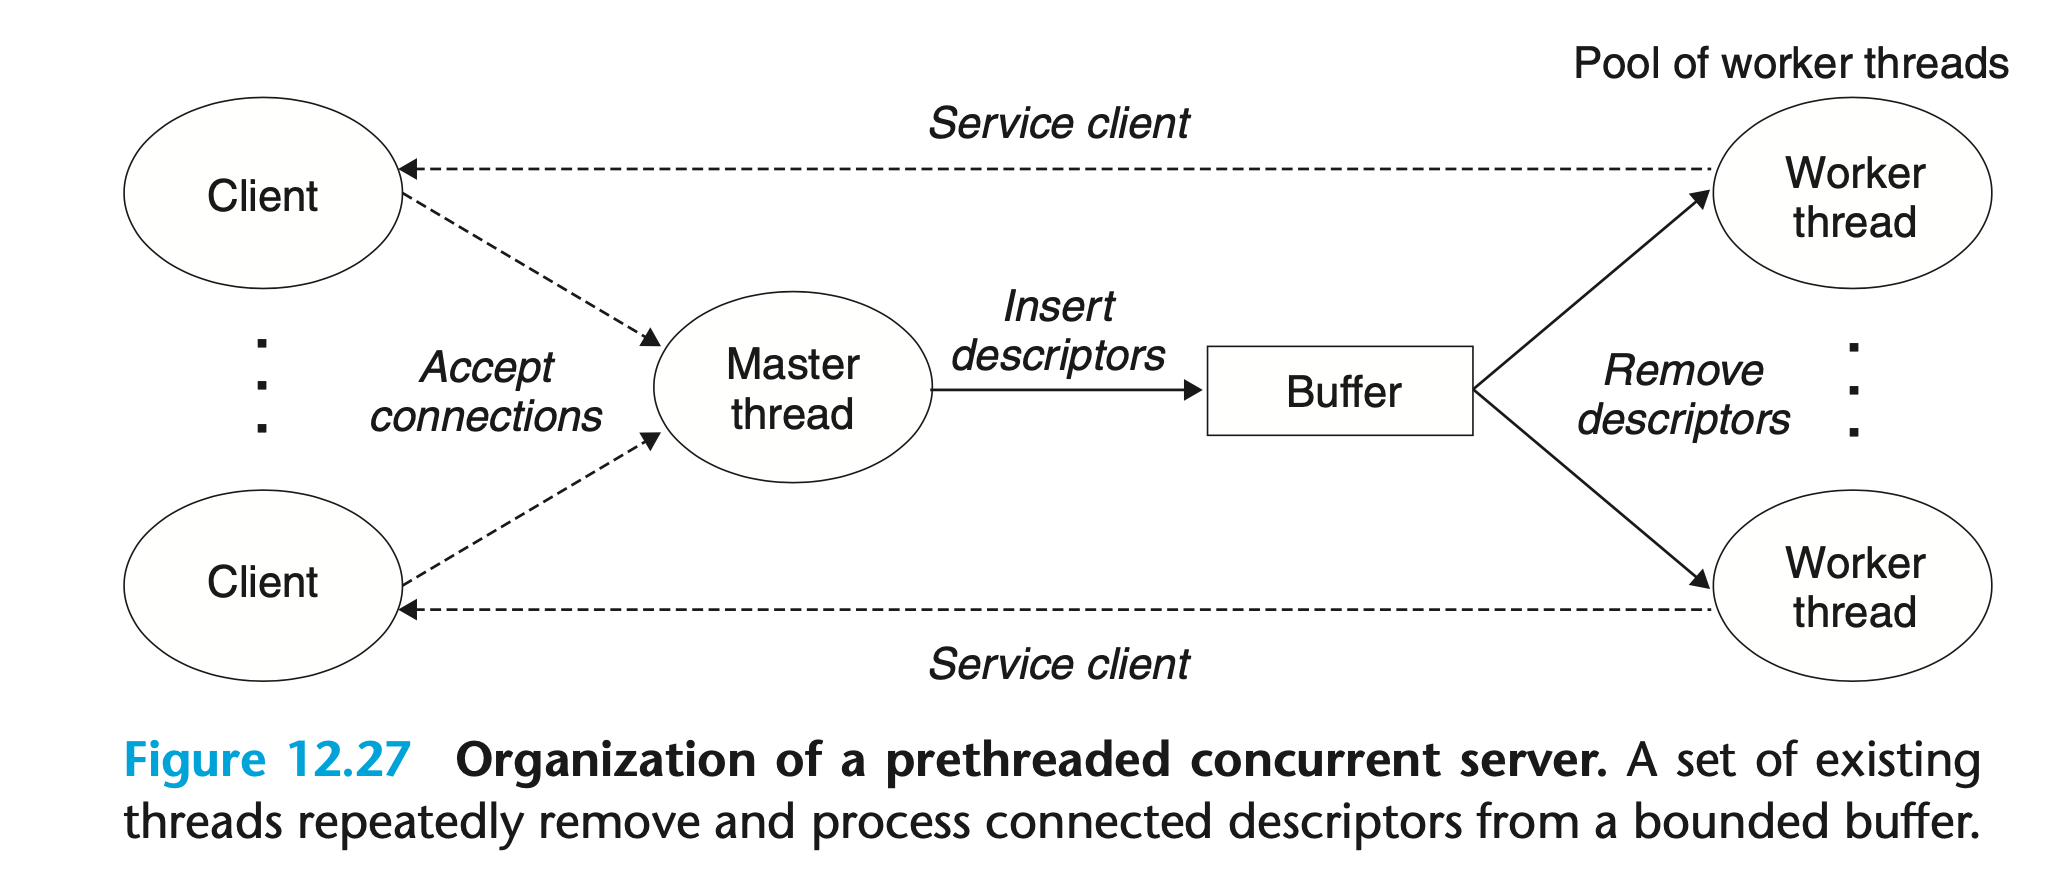 Pool of worker threads
Service client
Client
Worker
thread
Insert
descriptors
Accept
connections
Master
thread
Buffer
Remove
descriptors
Client
Worker
thread
Service client
Figure 12.27 Organization of a prethreaded concurrent server. A set of existing
threads repeatedly remove and process connected descriptors from a bounded buffer.